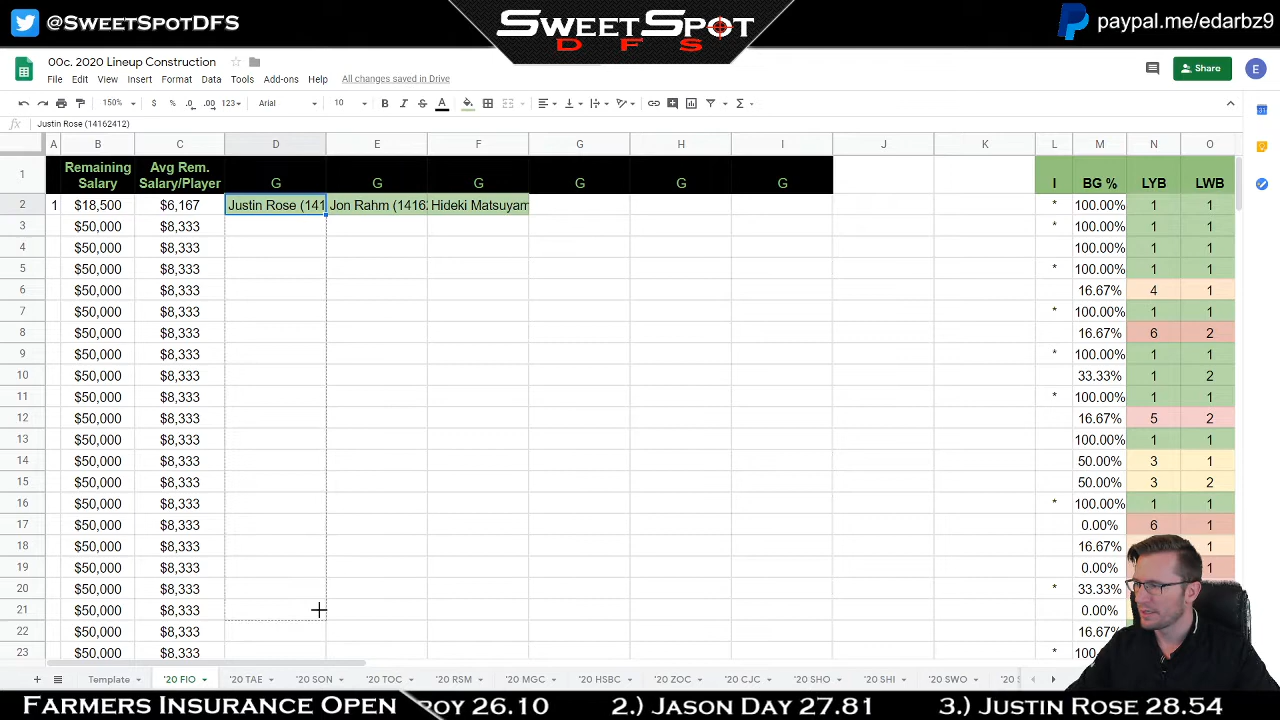 @SweetSpotDFS
SweetSpot
DFS
paypal.me/edarbz9
00c. 2020 Lineup Construction
File Edit View Insert Format Data Tools Add-ons Help All changes saved in Drive
Share
E
150% $ % .0 .00 123 Arial 10 B I S A
fx Justin Rose (14162412)
A B C D E F G H I J K L M N O
1 Remaining Salary Avg Rem. Salary/Player G G G G G G I BG % LYB LWB
2 1 $18,500 $6,167 Justin Rose (141 Jon Rahm (1416 Hideki Matsuyam * 100.00% 1 1
3 $50,000 $8,333 * 100.00% 1 1
4 $50,000 $8,333 100.00% 1 1
5 $50,000 $8,333 * 100.00% 1 1
6 $50,000 $8,333 16.67% 4 1
7 $50,000 $8,333 * 100.00% 1 1
8 $50,000 $8,333 16.67% 6 2
9 $50,000 $8,333 * 100.00% 1 1
10 $50,000 $8,333 33.33% 1 2
11 $50,000 $8,333 * 100.00% 1 1
12 $50,000 $8,333 16.67% 5 2
13 $50,000 $8,333 100.00% 1 1
14 $50,000 $8,333 50.00% 3 1
15 $50,000 $8,333 50.00% 3 2
16 $50,000 $8,333 * 100.00% 1 1
17 $50,000 $8,333 0.00% 6 1
18 $50,000 $8,333 16.67% 1
19 $50,000 $8,333 0.00% 1
20 $50,000 $8,333 * 33.33%
21 $50,000 $8,333 0.00%
22 $50,000 $8,333 16.67%
23 $50,000 $8,333 * 100.
Template '20 FIO '20 TAE '20 SON '20 TOC '20 RSM '20 MGC '20 HSBC '20 ZOC '20 CJC '20 SHO '20 SHI '20 SWO '20
Farmers Insurance Open roy 26.10 2.) Jason Day 27.81 3.) Justin Rose 28.54